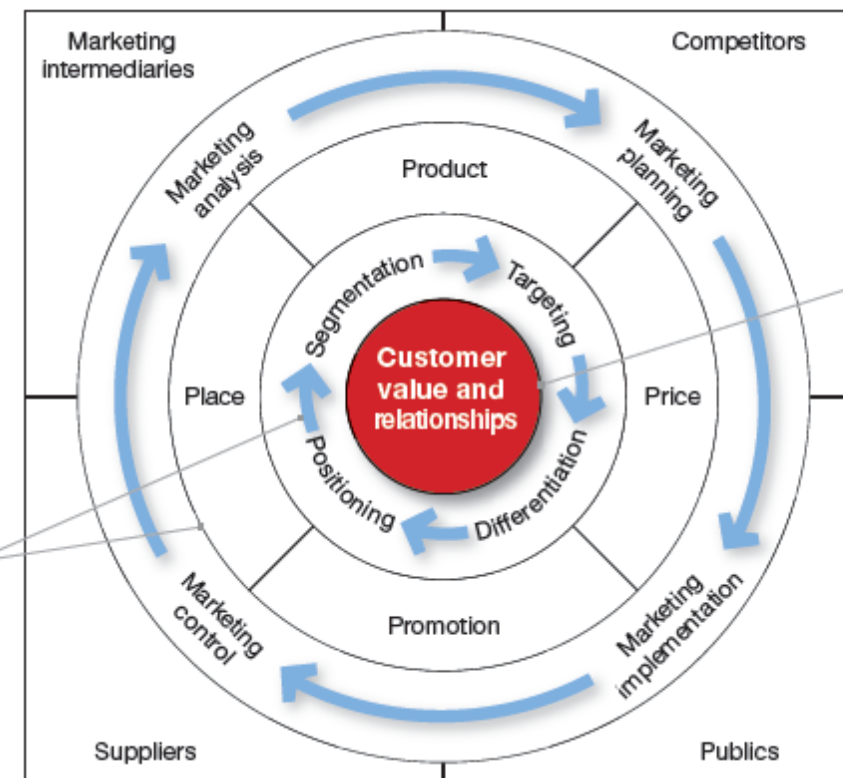 Marketing
intermediaries
Competitors
Marketing
analysis
Marketing
planning
Product
Segmentation
Targeting
Customer
value and
relationships
Place
Price
Positioning
Differentiation
Promotion
Marketing
control
Marketing
implementation
Suppliers
Publics